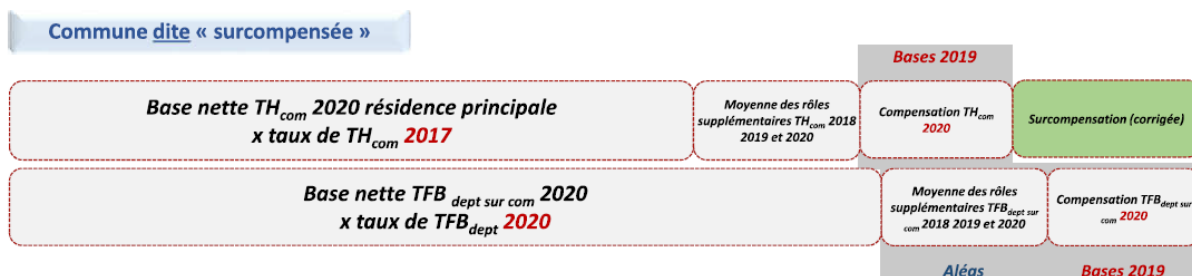 Commune dite « surcompensée »
Bases 2019
Base nette THcom 2020 résidence principale
x taux de THcom 2017
Moyenne des rôles
supplémentaires THcom 2018
2019 et 2020
Compensation THcom
2020
Surcompensation (corrigée)
Base nette TFB dept sur com 2020
x taux de TFBdept 2020
Moyenne des rôles
supplémentaires TFBdept sur
com 2018 2019 et 2020
Compensation TFBdept sur
com 2020
Aléas
Bases 2019